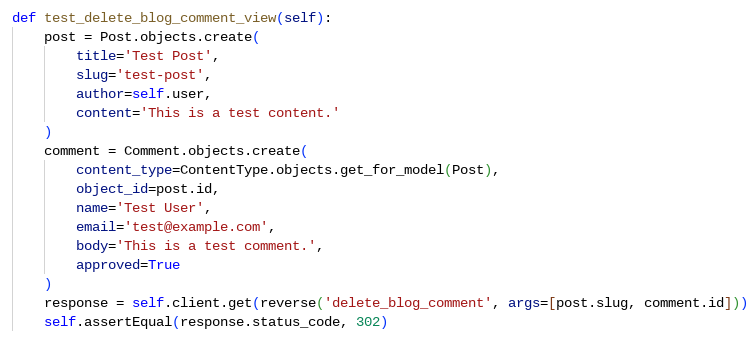 def test_delete_blog_comment_view(self):
    post = Post.objects.create(
        title='Test Post',
        slug='test-post',
        author=self.user,
        content='This is a test content.'
    )
    comment = Comment.objects.create(
        content_type=ContentType.objects.get_for_model(Post),
        object_id=post.id,
        name='Test User',
        email='test@example.com',
        body='This is a test comment.',
        approved=True
    )
    response = self.client.get(reverse('delete_blog_comment', args=[post.slug, comment.id]))
    self.assertEqual(response.status_code, 302)